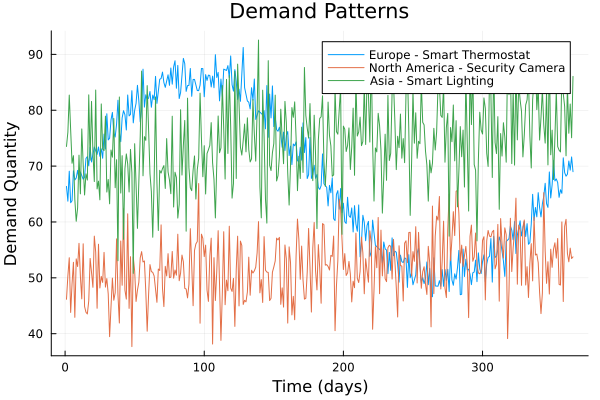 Demand Patterns
Europe - Smart Thermostat
North America - Security Camera
Asia - Smart Lighting
Demand Quantity
90
80
70
60
50
40
0
100
200
300
Time (days)